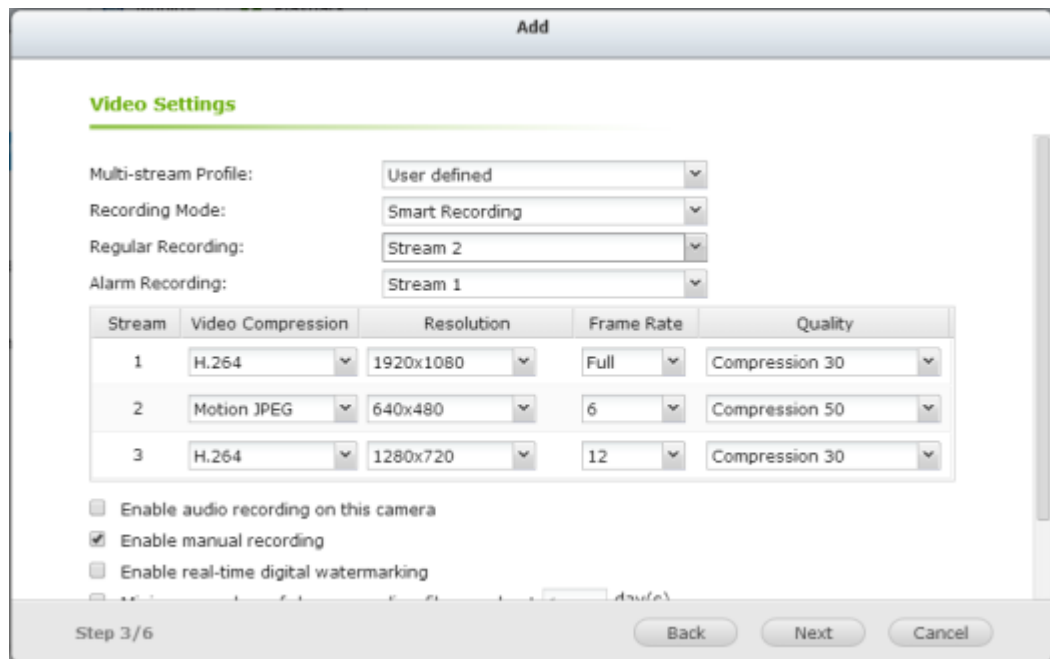 Add
Video Settings
Multi-stream Profile: User defined
Recording Mode: Smart Recording
Regular Recording: Stream 2
Alarm Recording: Stream 1
Stream Video Compression Resolution Frame Rate Quality
1 H.264 1920x1080 Full Compression 30
2 Motion JPEG 640x480 6 Compression 50
3 H.264 1280x720 12 Compression 30
Enable audio recording on this camera
Enable manual recording
Enable real-time digital watermarking
day(s)
Step 3/6 Back Next Cancel